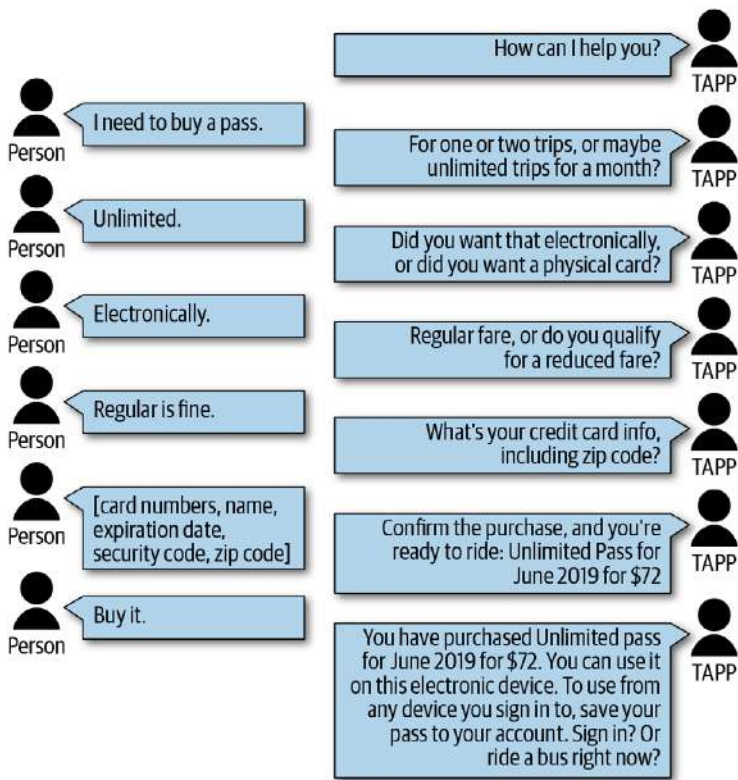 How can I help you?
TAPP
I need to buy a pass.
Person
For one or two trips, or maybe
unlimited trips for a month?
TAPP
Unlimited.
Person
Did you want that electronically,
or did you want a physical card?
TAPP
Electronically.
Person
Regular fare, or do you qualify
for a reduced fare?
TAPP
Regular is fine.
Person
What's your credit card info,
including zip code?
TAPP
[card numbers, name,
expiration date,
security code, zip code]
Person
Confirm the purchase, and you're
ready to ride: Unlimited Pass for
June 2019 for $72
TAPP
Buy it.
Person
You have purchased Unlimited pass
for June 2019 for $72. You can use it
on this electronic device. To use from
any device you sign in to, save your
pass to your account. Sign in? Or
ride a bus right now?
TAPP